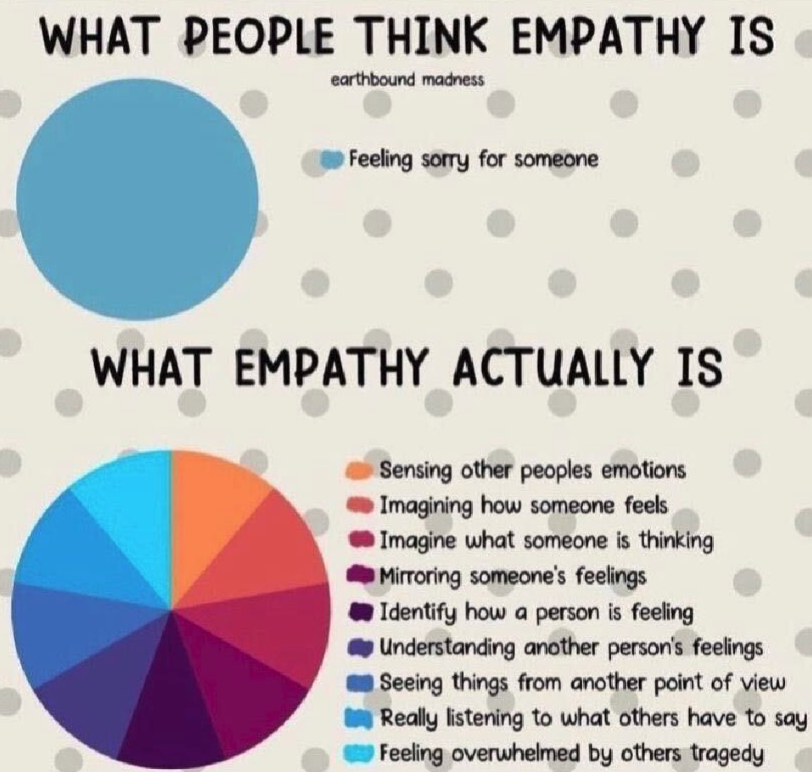 WHAT PEOPLE THINK EMPATHY IS
earthbound madness
Feeling sorry for someone
WHAT EMPATHY ACTUALLY IS
Sensing other peoples emotions
Imagining how someone feels
Imagine what someone is thinking
Mirroring someone's feelings
Identify how a person is feeling
Understanding another person's feelings
Seeing things from another point of view
Really listening to what others have to say
Feeling overwhelmed by others tragedy